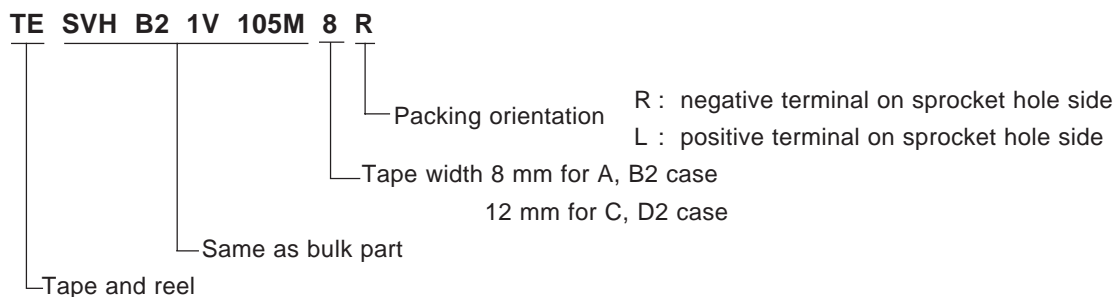 TE SVH B2 1V 105M 8 R
Packing orientation
R : negative terminal on sprocket hole side
L : positive terminal on sprocket hole side
Tape width 8 mm for A, B2 case
12 mm for C, D2 case
Same as bulk part
Tape and reel